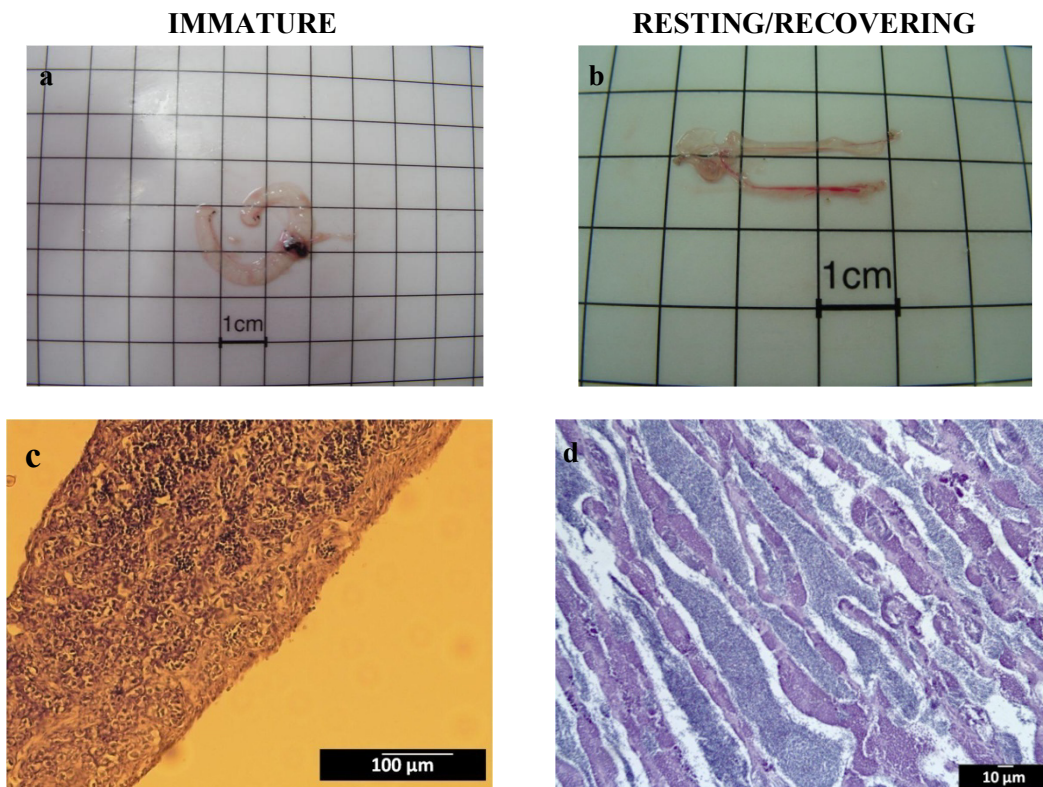 IMMATURE
RESTING/RECOVERING
a
b
1cm
1cm
c
d
100 µm
10 µm